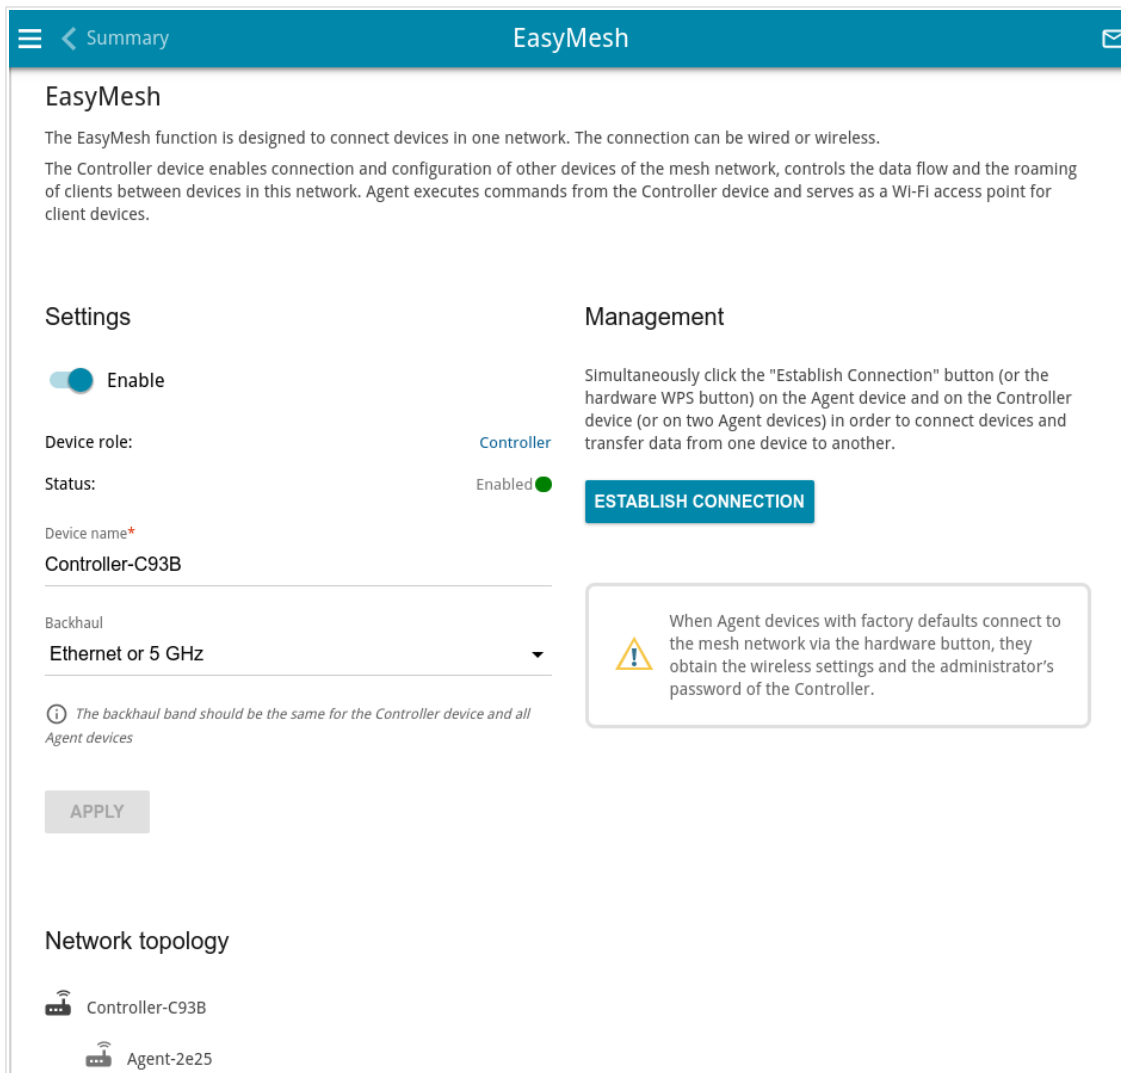 Summary
EasyMesh
EasyMesh
The EasyMesh function is designed to connect devices in one network. The connection can be wired or wireless.
The Controller device enables connection and configuration of other devices of the mesh network, controls the data flow and the roaming
of clients between devices in this network. Agent executes commands from the Controller device and serves as a Wi-Fi access point for
client devices.
Settings
Enable
Device role:
Controller
Status:
Enabled
Device name*
Controller-C93B
Backhaul
Ethernet or 5 GHz
The backhaul band should be the same for the Controller device and all
Agent devices
APPLY
Management
Simultaneously click the "Establish Connection" button (or the
hardware WPS button) on the Agent device and on the Controller
device (or on two Agent devices) in order to connect devices and
transfer data from one device to another.
ESTABLISH CONNECTION
When Agent devices with factory defaults connect to
the mesh network via the hardware button, they
obtain the wireless settings and the administrator's
password of the Controller.
Network topology
Controller-C93B
Agent-2e25